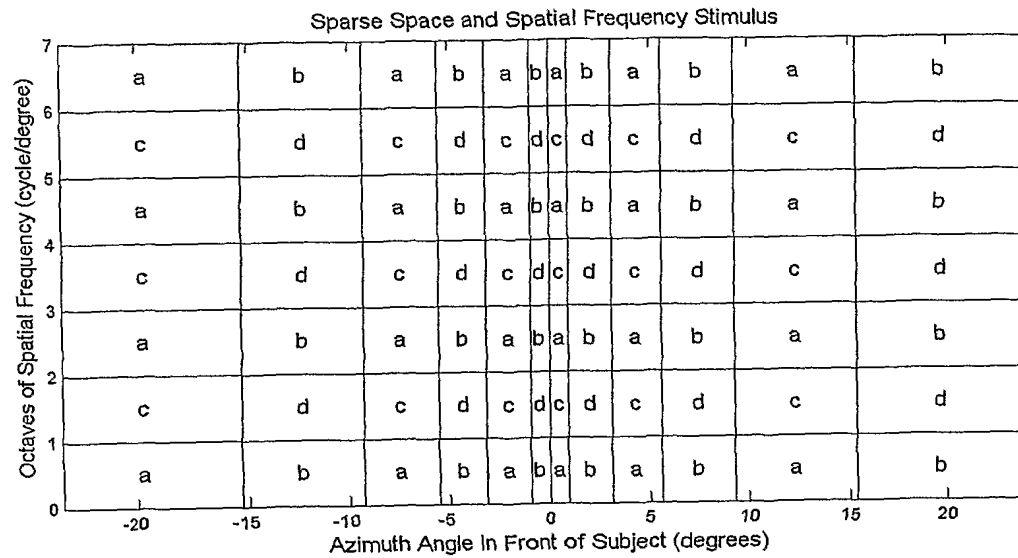 Sparse Space and Spatial Frequency Stimulus
Octaves of Spatial Frequency (cycle/degree)
7
a b a b a b a b a b a b
6
c d c d c d c d c d c d
5
a b a b a b a b a b a b
4
c d c d c d c d c d c d
3
a b a b a b a b a b a b
2
c d c d c d c d c d c d
1
a b a b a b a b a b a b
0
-20 -15 -10 -5 0 5 10 15 20
Azimuth Angle In Front of Subject (degrees)